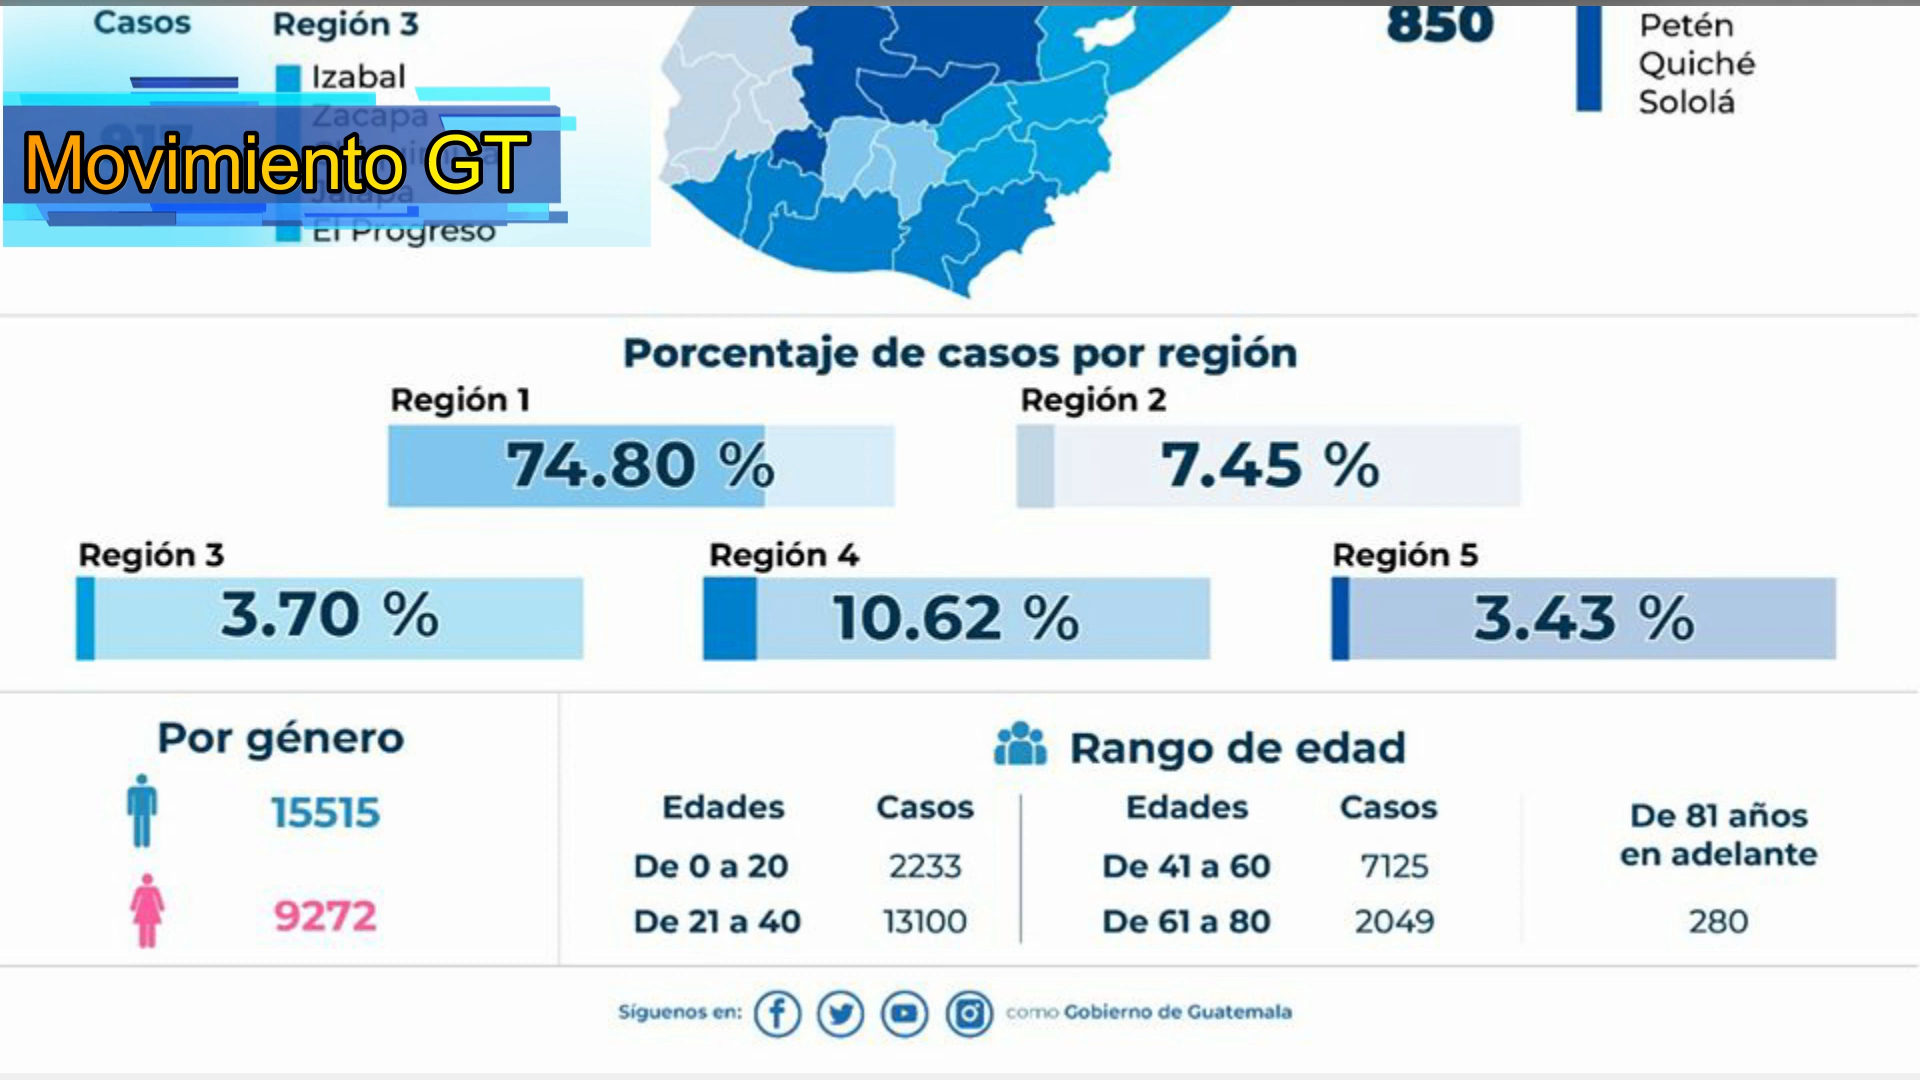 Casos
Región 3
Izabal
Zacapa
917
Movimiento GT
Jalapa
El Progreso
850
Petén
Quiché
Sololá
Porcentaje de casos por región
Región 1
74.80 %
Región 2
7.45 %
Región 3
3.70 %
Región 4
10.62 %
Región 5
3.43 %
Por género
15515
9272
Rango de edad
Edades Casos
De 0 a 20 2233
De 21 a 40 13100
Edades Casos
De 41 a 60 7125
De 61 a 80 2049
De 81 años
en adelante
280
Síguenos en: como Gobierno de Guatemala